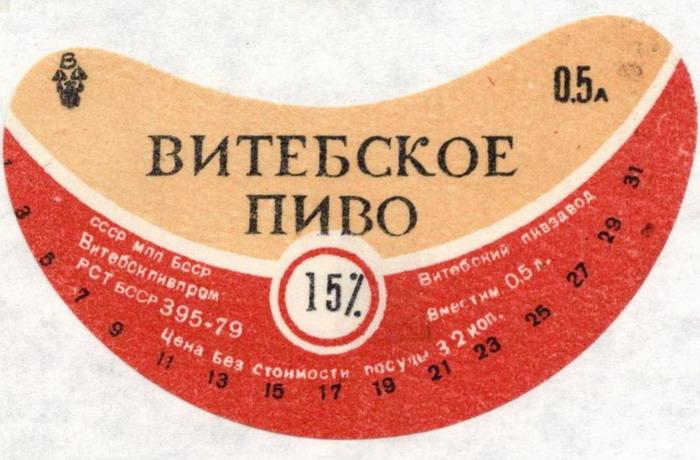 В
0.5л
ВИТЕБСКОЕ
ПИВО
15%
СССР МПП БССР
Витебскпивпром
РСТ БССР 395-79
Витебский пивзавод
Вместим. 0.5 л.
Цена без стоимости посуды 32 коп.
1 3 5 7 9 11 13 15 17 19 21 23 25 27 29 31